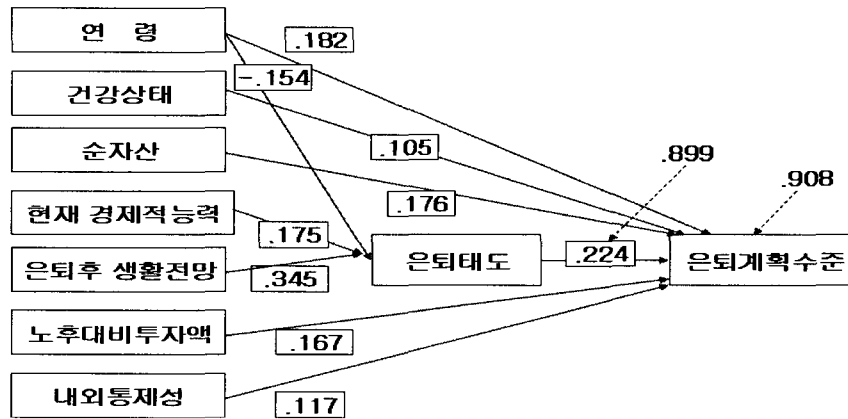 연 령
.182
-.154
건강상태
.105
순자산
.899
.176
.908
현재 경제적능력
.175
은퇴태도
.224
은퇴계획수준
은퇴후 생활전망
.345
노후대비투자액
.167
내외통제성
.117